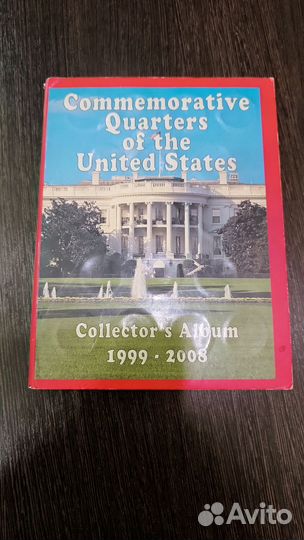 Commemorative
Quarters
of the
United States
Collector's Album
1999 - 2008
Avito